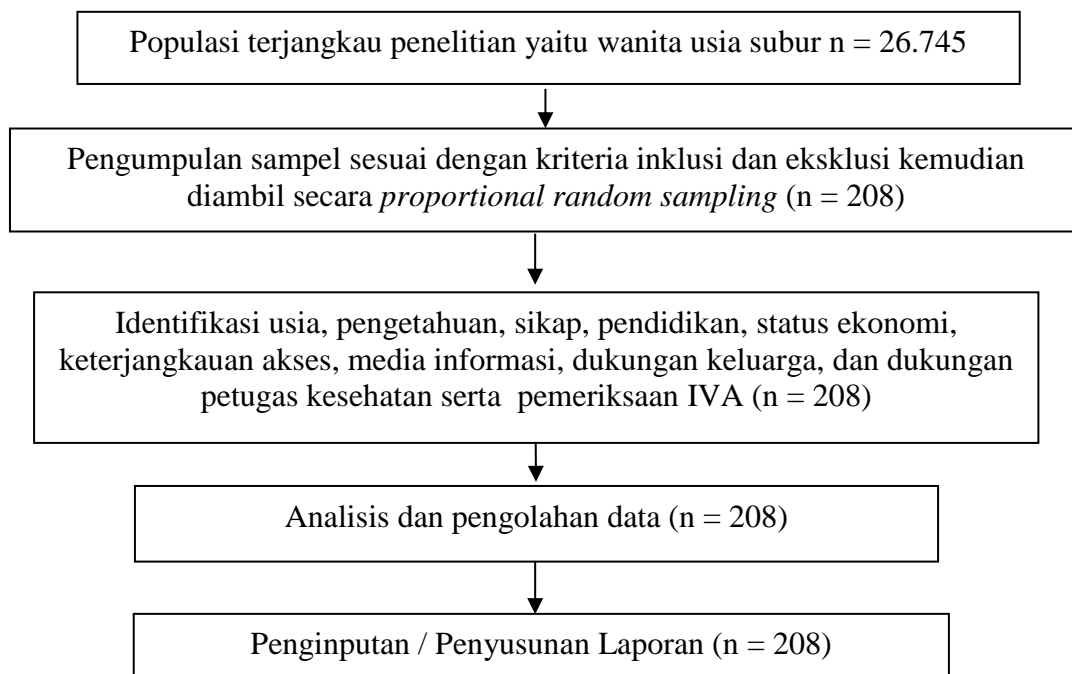 Populasi terjangkau penelitian yaitu wanita usia subur n = 26.745
Pengumpulan sampel sesuai dengan kriteria inklusi dan eksklusi kemudian
diambil secara proportional random sampling (n = 208)
Identifikasi usia, pengetahuan, sikap, pendidikan, status ekonomi,
keterjangkauan akses, media informasi, dukungan keluarga, dan dukungan
petugas kesehatan serta pemeriksaan IVA (n = 208)
Analisis dan pengolahan data (n = 208)
Penginputan / Penyusunan Laporan (n = 208)